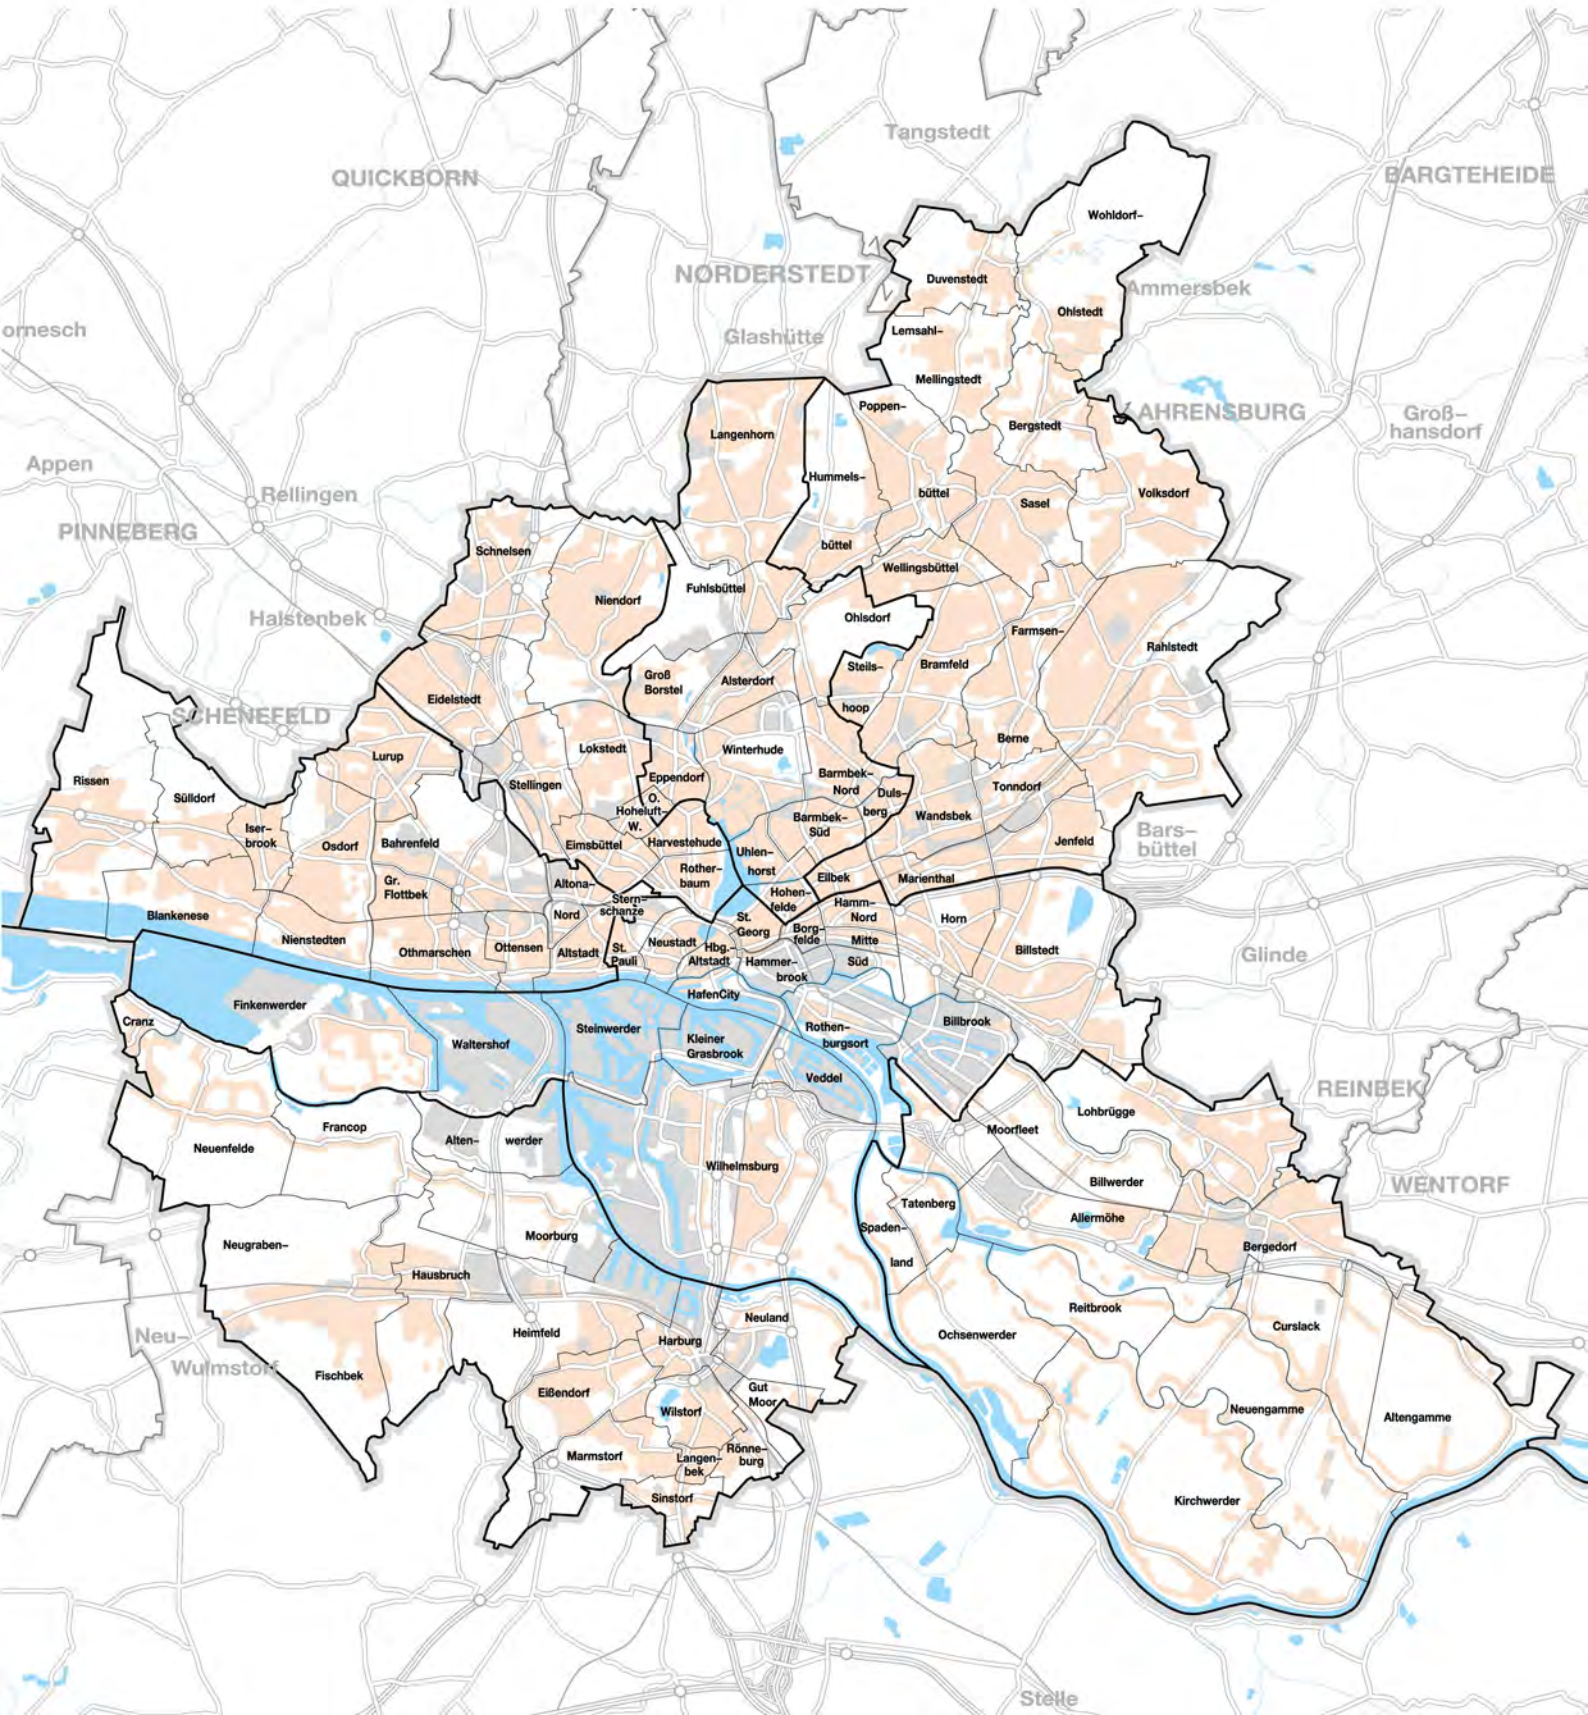 Tangstedt
QUICKBORN
BARGTEHEIDE
Wohldorf-
NORDERSTEDT
Duvenstedt
Ammersbek
Ohlstedt
ornesch
Glashütte
Lemsahl-
Mellingstedt
Poppen-
AHRENSBURG
Groß-
hansdorf
Langenhorn
Bergstedt
Appen
Rellingen
Hummels-
büttel
Sasel
Volksdorf
PINNEBERG
Schnelsen
büttel
Wellingsbüttel
Fuhlsbüttel
Niendorf
Halstenbek
Ohlsdorf
Farmsen-
Rahlstedt
Steils-
Bramfeld
Groß
Borstel
Alsterdorf
Eidelstedt
hoop
SCHENEFELD
Berne
Lokstedt
Winterhude
Lurup
Rissen
Eppendorf
Barmbek-
Nord
Stellingen
Tonndorf
Sülldorf
Duls-
berg
O.
Hoheluft-
W.
Wandsbek
Barmbek-
Süd
Iser-
brook
Osdorf
Bahrenfeld
Eimsbüttel
Harvestehude
Jenfeld
Bars-
büttel
Uhlen-
horst
Rother-
baum
Eilbek
Marienthal
Gr.
Flottbek
Altona-
Nord
Stern-
schanze
Hohen-
felde
Hamm-
Nord
Horn
Blankenese
St.
Georg
Borg-
felde
Mitte
Nienstedten
Othmarschen
Ottensen
Altstadt
St.
Pauli
Neustadt
Hbg.-
Altstadt
Hammer-
brook
Süd
Billstedt
Glinde
HafenCity
Finkenwerder
Cranz
Waltershof
Steinwerder
Kleiner
Grasbrook
Rothen-
burgsort
Billbrook
Veddel
REINBEK
Lohbrügge
Francop
Moorfleet
Neuenfelde
Alten-
werder
Wilhelmsburg
Billwerder
WENTORF
Tatenberg
Allermöhe
Spaden-
land
Moorburg
Neugraben-
Bergedorf
Hausbruch
Reitbrook
Neuland
Curslack
Heimfeld
Harburg
Ochsenwerder
Neu-
Wulmstorf
Fischbek
Eißendorf
Gut
Moor
Wilstorf
Neuengamme
Altengamme
Marmstorf
Langen-
bek
Rönne-
burg
Sinstorf
Kirchwerder
Stelle